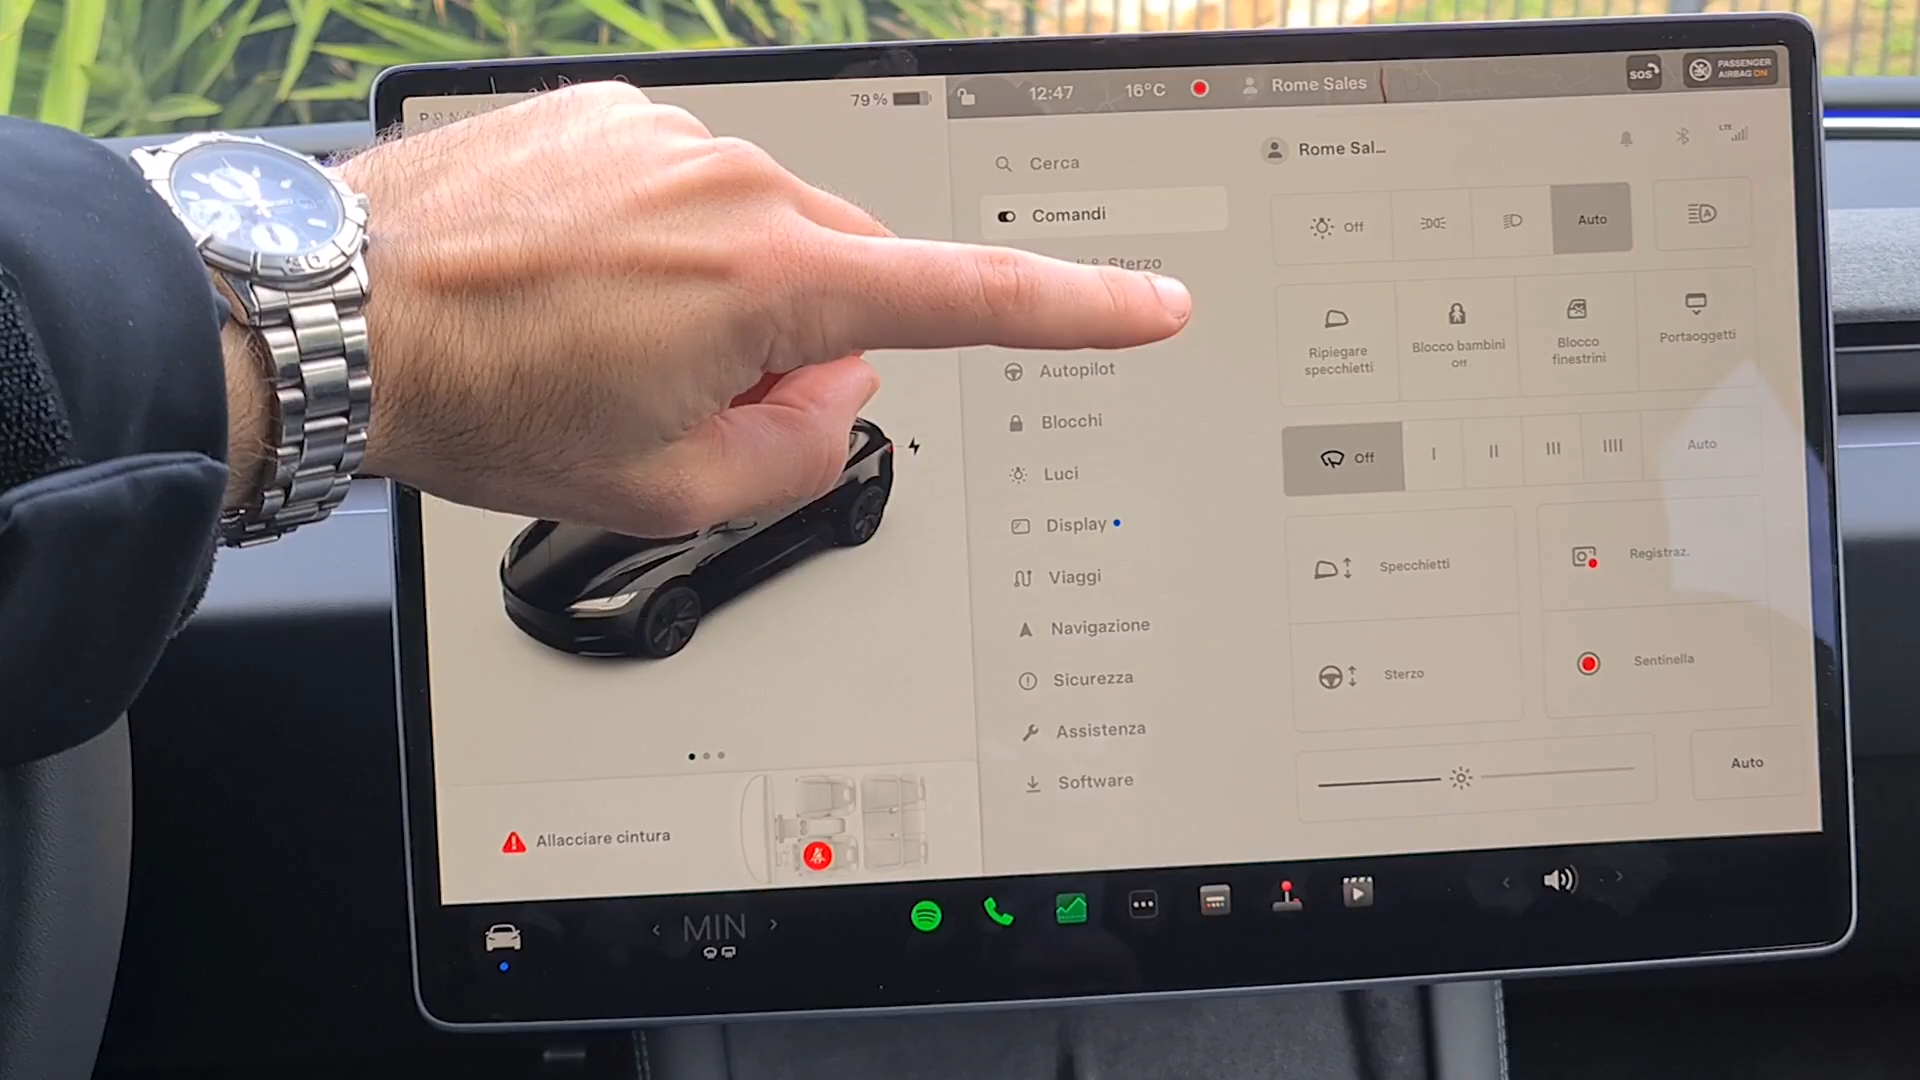 79 %
12:47
16°C
Rome Sales
SOS
PASSENGER
AIRBAG ON
Cerca
Comandi
Sterzo
Autopilot
Blocchi
Luci
Display
Viaggi
Navigazione
Sicurezza
Assistenza
Software
Rome Sal...
LTE
Off
Auto
A
Ripiegare
specchietti
Blocco bambini
Off
Blocco
finestrini
Portaoggetti
Off
I
II
III
IIII
Auto
Specchietti
Registraz.
Sterzo
Sentinella
Auto
Allacciare cintura
MIN